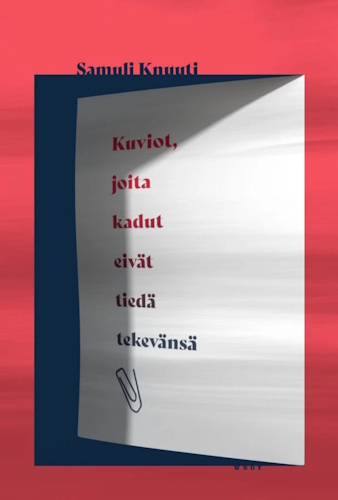 Samuli Knuuti
Kuviot,
joita
kadut
eivät
tiedä
tekevänsä